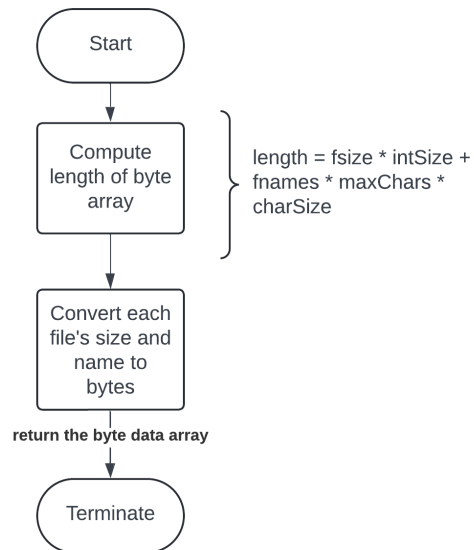 Start
Compute
length of byte
array
length = fsize * intSize +
fnames * maxChars *
charSize
Convert each
file's size and
name to
bytes
return the byte data array
Terminate